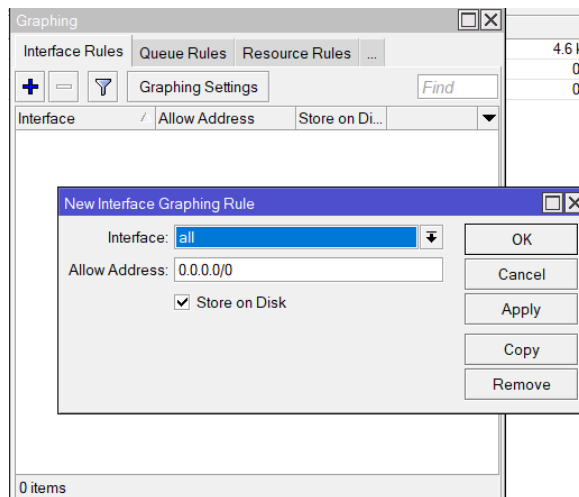 Graphing
Interface Rules Queue Rules Resource Rules ...
Graphing Settings Find
Interface Allow Address Store on Di...
4.6
0
0
New Interface Graphing Rule
Interface: all
OK
Allow Address: 0.0.0.0/0
Cancel
Store on Disk
Apply
Copy
Remove
0 items